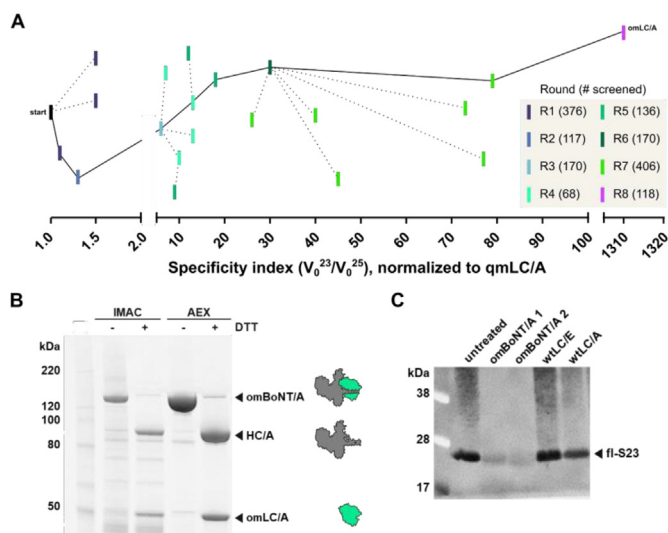 A
omLC/A
start
Round (# screened)
R1 (376) R5 (136)
R2 (117) R6 (170)
R3 (170) R7 (406)
R4 (68) R8 (118)
1.0 1.5 2.0 10 20 30 40 50 60 70 80 90 100 1310 1320
Specificity index (V₀²³/V₀²⁵), normalized to qmLC/A
B
IMAC AEX
- + - + DTT
kDa
220
120
100
80
50
omBoNT/A
HC/A
omLC/A
C
untreated
omBoNT/A 1
omBoNT/A 2
wtLC/E
wtLC/A
kDa
38
28
17
fl-S23